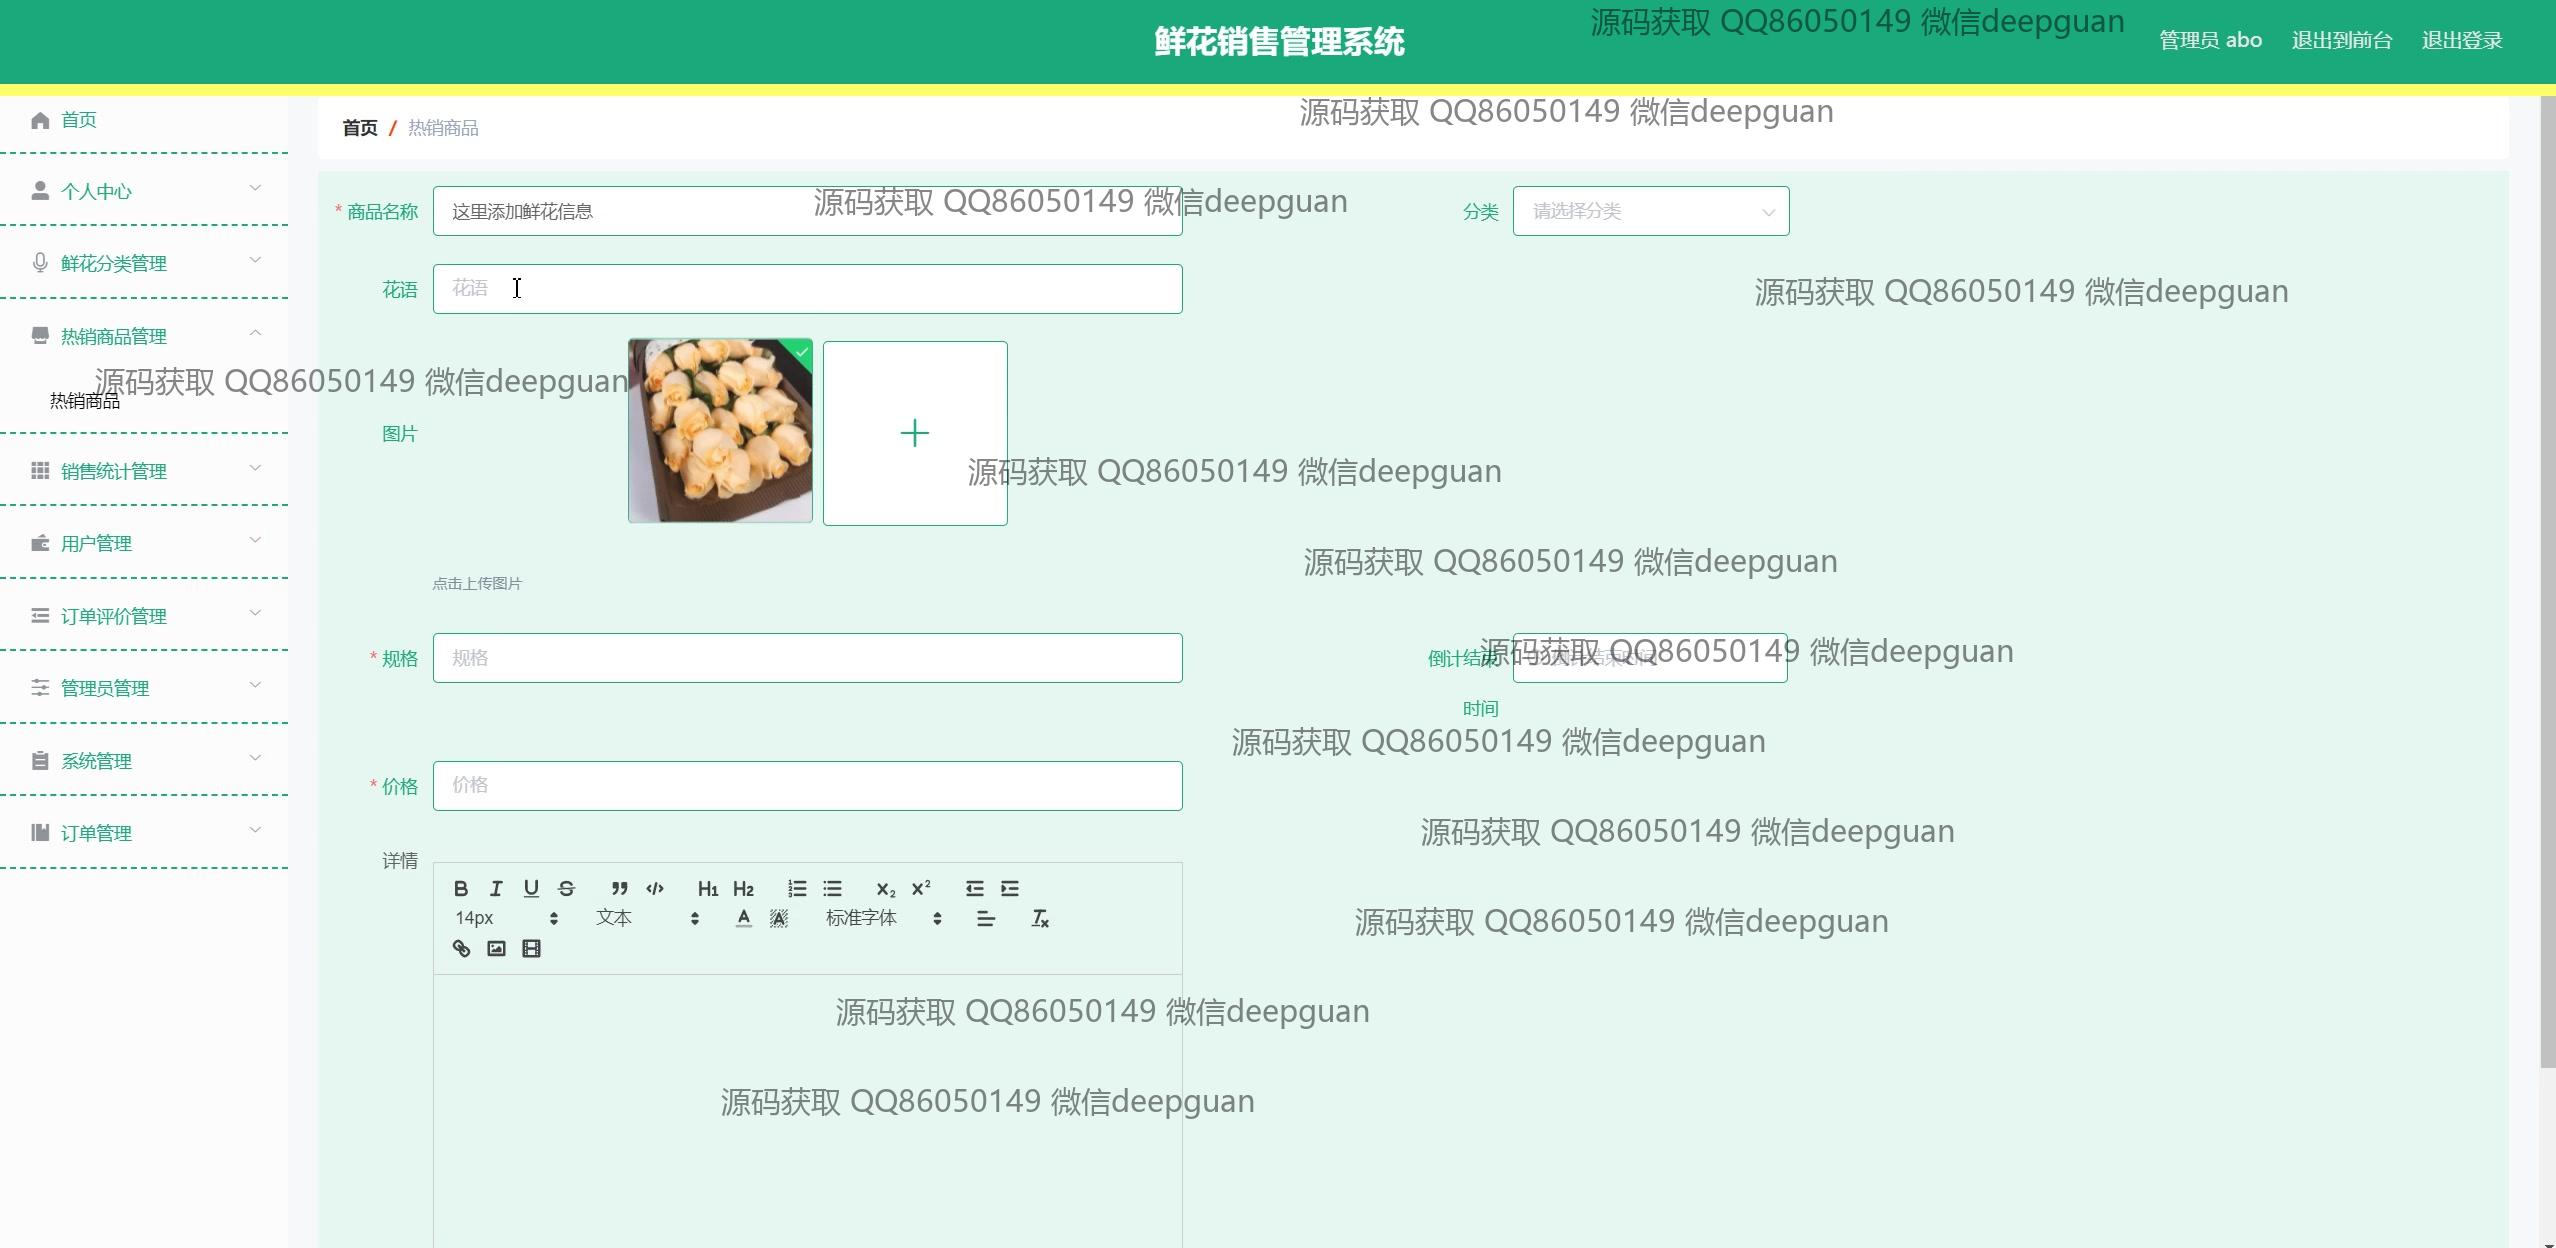 鲜花销售管理系统
源码获取 QQ86050149 微信deepguan
管理员 abo
退出到前台
退出登录
首页
首页 / 热销商品
源码获取 QQ86050149 微信deepguan
个人中心
* 商品名称
这里添加鲜花信息
源码获取 QQ86050149 微信deepguan
分类
请选择分类
鲜花分类管理
花语
花语
源码获取 QQ86050149 微信deepguan
热销商品管理
源码获取 QQ86050149 微信deepguan
热销商品
图片
销售统计管理
源码获取 QQ86050149 微信deepguan
用户管理
源码获取 QQ86050149 微信deepguan
点击上传图片
订单评价管理
* 规格
规格
倒计结束
时间
源码获取 QQ86050149 微信deepguan
管理员管理
系统管理
源码获取 QQ86050149 微信deepguan
* 价格
价格
订单管理
源码获取 QQ86050149 微信deepguan
详情
B I U S H1 H2 X2 X2
14px 文本 A A 标准字体 Tx
源码获取 QQ86050149 微信deepguan
源码获取 QQ86050149 微信deepguan
源码获取 QQ86050149 微信deepguan